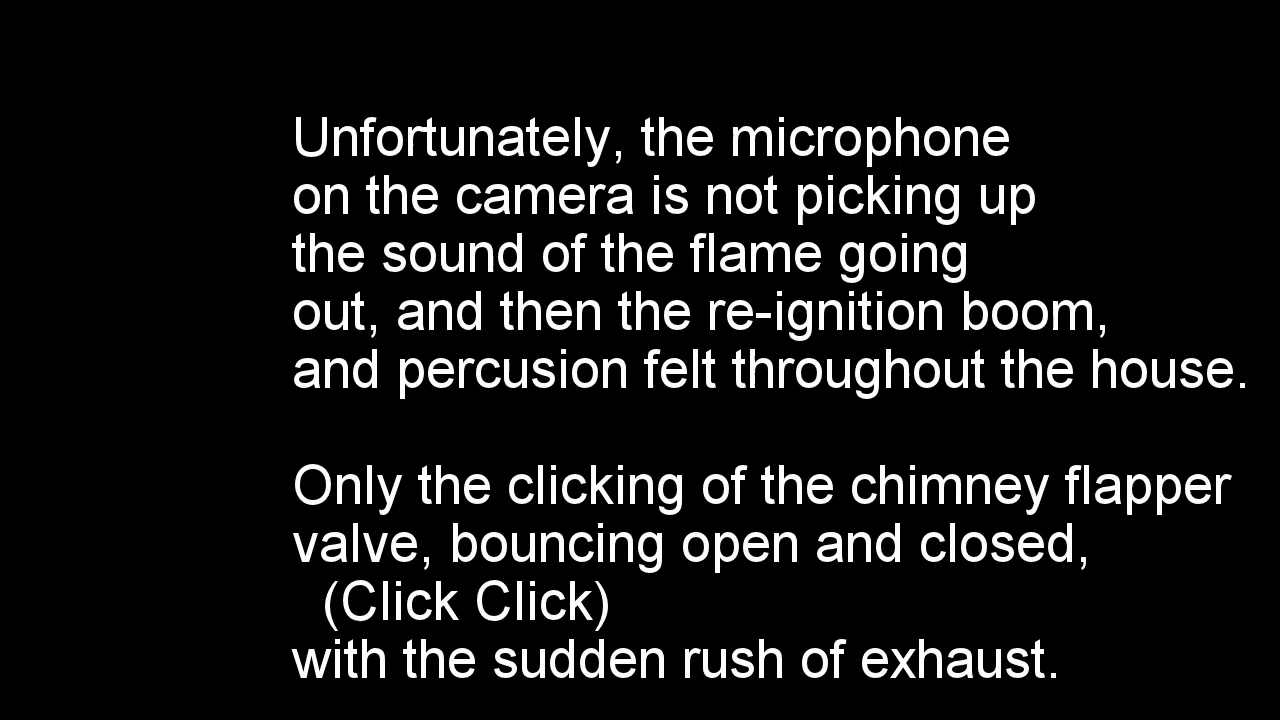 Unfortunately, the microphone
on the camera is not picking up
the sound of the flame going
out, and then the re-ignition boom,
and percusion felt throughout the house.
Only the clicking of the chimney flapper
valve, bouncing open and closed,
(Click Click)
with the sudden rush of exhaust.